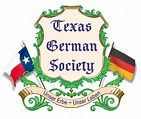 Texas
German
Society
Unser Erbe ~ Unser Leben